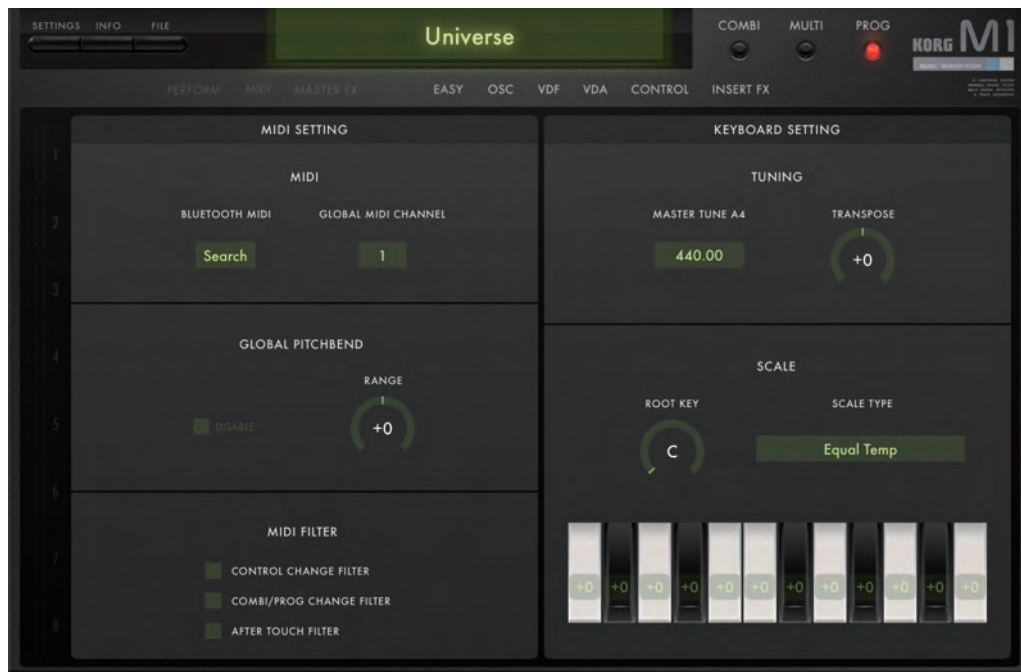 SETTINGS INFO FILE
Universe
COMBI MULTI PROG
KORG M1
MUSIC WORKSTATION
PERFORM MIDI MASTER FX EASY OSC VDF VDA CONTROL INSERT FX
MIDI SETTING
MIDI
BLUETOOTH MIDI GLOBAL MIDI CHANNEL
Search 1
GLOBAL PITCHBEND
RANGE
DISABLE +0
MIDI FILTER
CONTROL CHANGE FILTER
COMBI/PROG CHANGE FILTER
AFTER TOUCH FILTER
KEYBOARD SETTING
TUNING
MASTER TUNE A4 TRANSPOSE
440.00 +0
SCALE
ROOT KEY SCALE TYPE
C Equal Temp
+0 +0 +0 +0 +0 +0 +0 +0 +0 +0 +0 +0
1
2
3
4
5
6
7
8